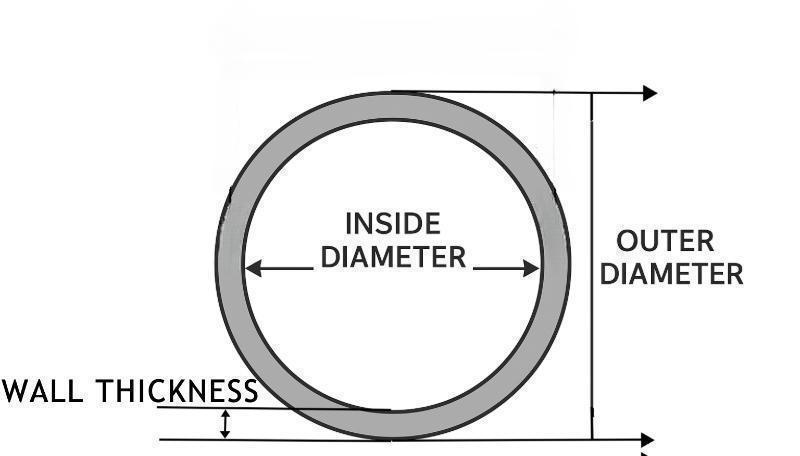 INSIDE
DIAMETER
OUTER
DIAMETER
WALL THICKNESS